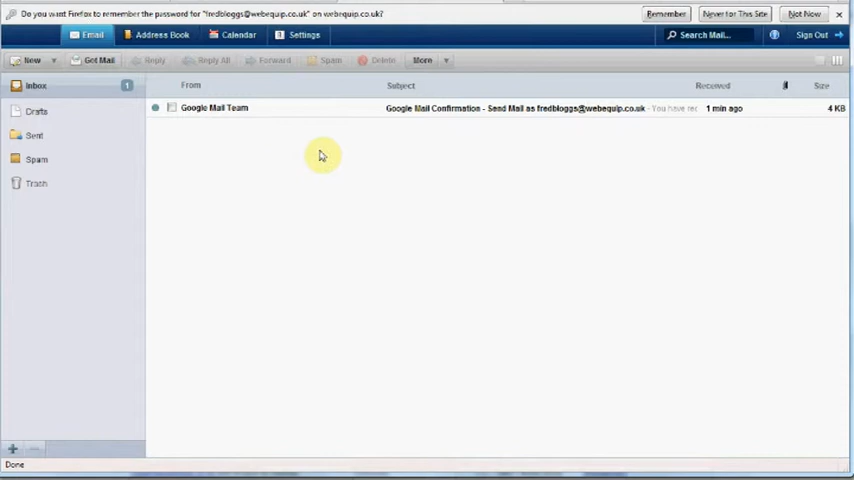 Do you want Firefox to remember the password for "fredbloggs@webequip.co.uk" on webequip.co.uk?
Remember
Never for This Site
Not Now
Email
Address Book
Calendar
Settings
Search Mail...
Sign Out
New
Get Mail
Reply
Reply All
Forward
Spam
Delete
More
Inbox 1
Drafts
Sent
Spam
Trash
From Subject Received Size
Google Mail Team Google Mail Confirmation - Send Mail as fredbloggs@webequip.co.uk - You have rec 1 min ago 4 KB
Done